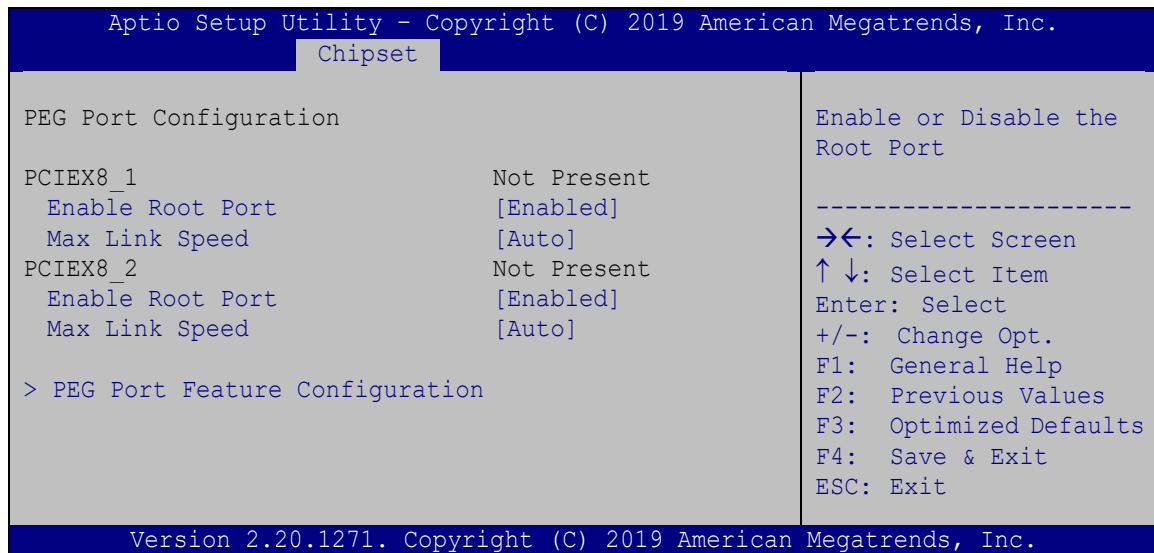 Aptio Setup Utility – Copyright (C) 2019 American Megatrends, Inc.
Chipset
PEG Port Configuration
PCIEX8_1 Not Present
Enable Root Port [Enabled]
Max Link Speed [Auto]
PCIEX8_2 Not Present
Enable Root Port [Enabled]
Max Link Speed [Auto]
> PEG Port Feature Configuration
Enable or Disable the
Root Port
----------------------
→←: Select Screen
↑ ↓: Select Item
Enter: Select
+/-: Change Opt.
F1: General Help
F2: Previous Values
F3: Optimized Defaults
F4: Save & Exit
ESC: Exit
Version 2.20.1271. Copyright (C) 2019 American Megatrends, Inc.